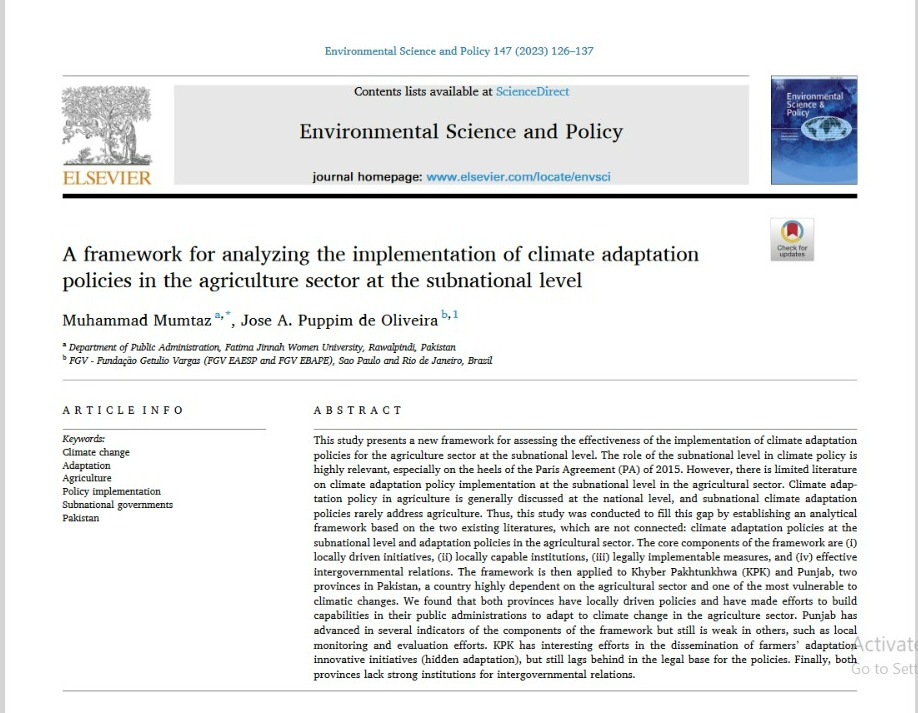 Environmental Science and Policy 147 (2023) 126–137
Contents lists available at ScienceDirect
Environmental Science and Policy
journal homepage: www.elsevier.com/locate/envsci
ELSEVIER
Environmental
Science &
Policy
Check for
updates
A framework for analyzing the implementation of climate adaptation
policies in the agriculture sector at the subnational level
Muhammad Mumtaz a,*, Jose A. Puppim de Oliveira b,1
a Department of Public Administration, Fatima Jinnah Women University, Rawalpindi, Pakistan
b FGV - Fundação Getulio Vargas (FGV EAESP and FGV EBAPE), Sao Paulo and Rio de Janeiro, Brazil
ARTICLE INFO
Keywords:
Climate change
Adaptation
Agriculture
Policy implementation
Subnational governments
Pakistan
ABSTRACT
This study presents a new framework for assessing the effectiveness of the implementation of climate adaptation
policies for the agriculture sector at the subnational level. The role of the subnational level in climate policy is
highly relevant, especially on the heels of the Paris Agreement (PA) of 2015. However, there is limited literature
on climate adaptation policy implementation at the subnational level in the agricultural sector. Climate adap-
tation policy in agriculture is generally discussed at the national level, and subnational climate adaptation
policies rarely address agriculture. Thus, this study was conducted to fill this gap by establishing an analytical
framework based on the two existing literatures, which are not connected: climate adaptation policies at the
subnational level and adaptation policies in the agricultural sector. The core components of the framework are (i)
locally driven initiatives, (ii) locally capable institutions, (iii) legally implementable measures, and (iv) effective
intergovernmental relations. The framework is then applied to Khyber Pakhtunkhwa (KPK) and Punjab, two
provinces in Pakistan, a country highly dependent on the agricultural sector and one of the most vulnerable to
climatic changes. We found that both provinces have locally driven policies and have made efforts to build
capabilities in their public administrations to adapt to climate change in the agriculture sector. Punjab has
advanced in several indicators of the components of the framework but still is weak in others, such as local
monitoring and evaluation efforts. KPK has interesting efforts in the dissemination of farmers' adaptation
innovative initiatives (hidden adaptation), but still lags behind in the legal base for the policies. Finally, both
provinces lack strong institutions for intergovernmental relations.
Activate
Go to Sett